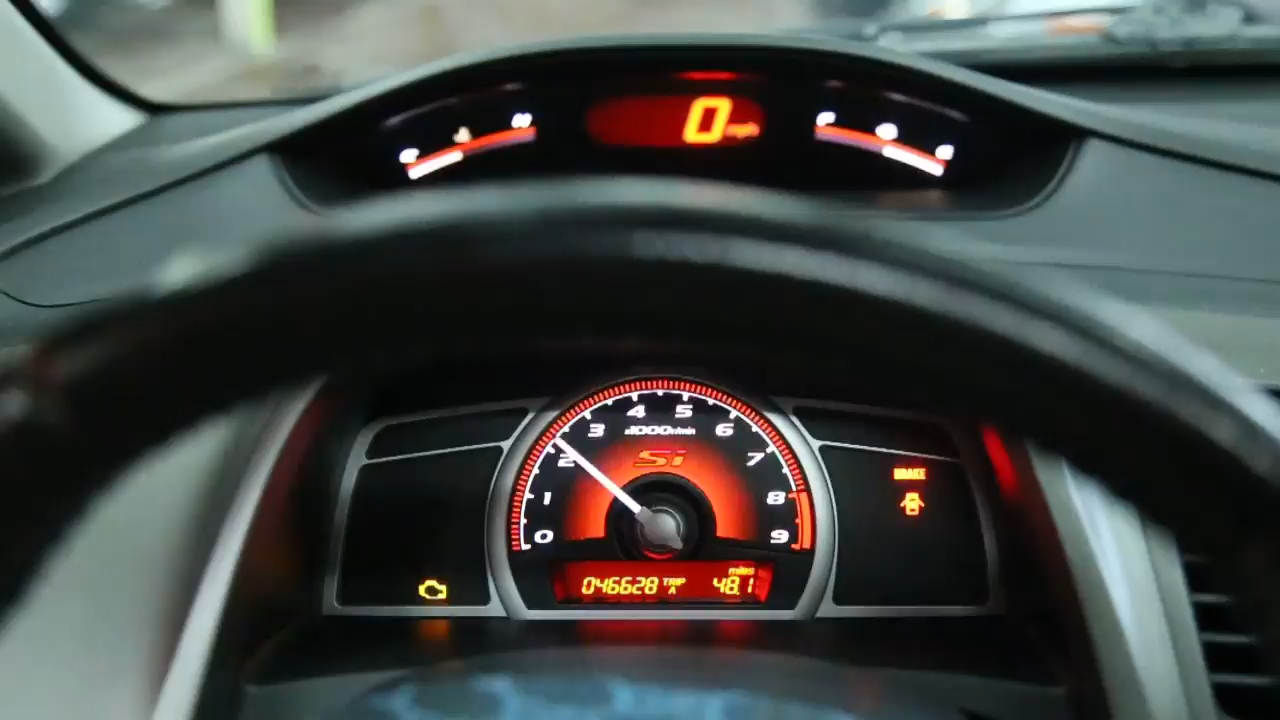 C H F E
0 mph
4 5
3 x1000r/min 6
2 Si 7
1 8
0 9
BRAKE
miles
046628 TRIP A 48.1